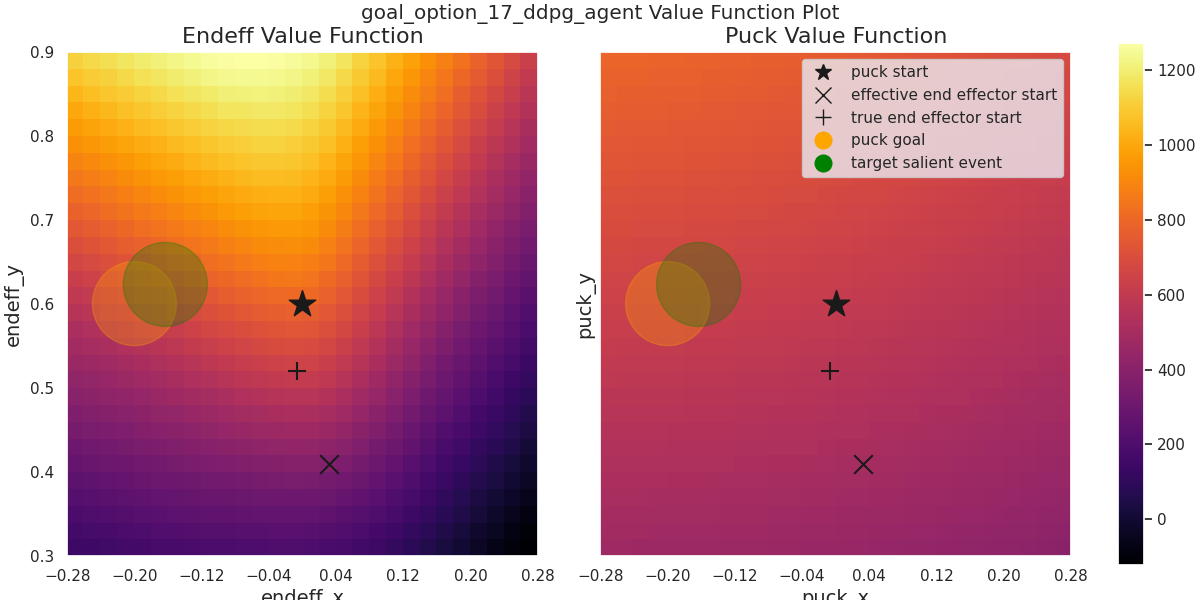 goal_option_17_ddpg_agent Value Function Plot
Endeff Value Function
Puck Value Function
0.9
0.8
0.7
0.6
0.5
0.4
0.3
endeff_y
−0.28 −0.20 −0.12 −0.04 0.04 0.12 0.20 0.28
endeff_x
puck start
effective end effector start
true end effector start
puck goal
target salient event
puck_y
−0.28 −0.20 −0.12 −0.04 0.04 0.12 0.20 0.28
puck_x
1200
1000
800
600
400
200
0